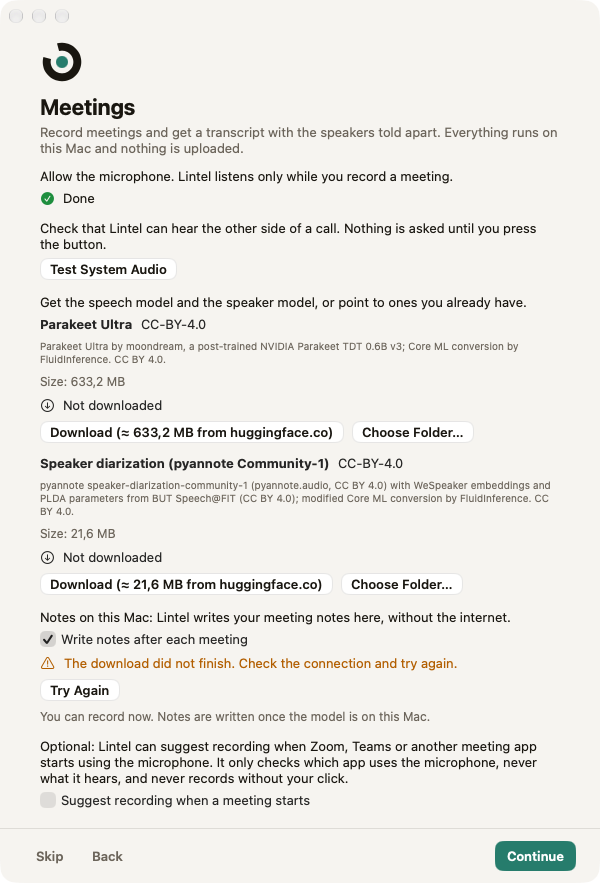 Meetings
Record meetings and get a transcript with the speakers told apart. Everything runs on
this Mac and nothing is uploaded.
Allow the microphone. Lintel listens only while you record a meeting.
Done
Check that Lintel can hear the other side of a call. Nothing is asked until you press
the button.
Test System Audio
Get the speech model and the speaker model, or point to ones you already have.
Parakeet Ultra CC-BY-4.0
Parakeet Ultra by moondream, a post-trained NVIDIA Parakeet TDT 0.6B v3; Core ML conversion by
FluidInference. CC BY 4.0.
Size: 633,2 MB
Not downloaded
Download (≈ 633,2 MB from huggingface.co) Choose Folder...
Speaker diarization (pyannote Community-1) CC-BY-4.0
pyannote speaker-diarization-community-1 (pyannote.audio, CC BY 4.0) with WeSpeaker embeddings and
PLDA parameters from BUT Speech@FIT (CC BY 4.0); modified Core ML conversion by FluidInference. CC
BY 4.0.
Size: 21,6 MB
Not downloaded
Download (≈ 21,6 MB from huggingface.co) Choose Folder...
Notes on this Mac: Lintel writes your meeting notes here, without the internet.
Write notes after each meeting
The download did not finish. Check the connection and try again.
Try Again
You can record now. Notes are written once the model is on this Mac.
Optional: Lintel can suggest recording when Zoom, Teams or another meeting app
starts using the microphone. It only checks which app uses the microphone, never
what it hears, and never records without your click.
Suggest recording when a meeting starts
Skip Back Continue